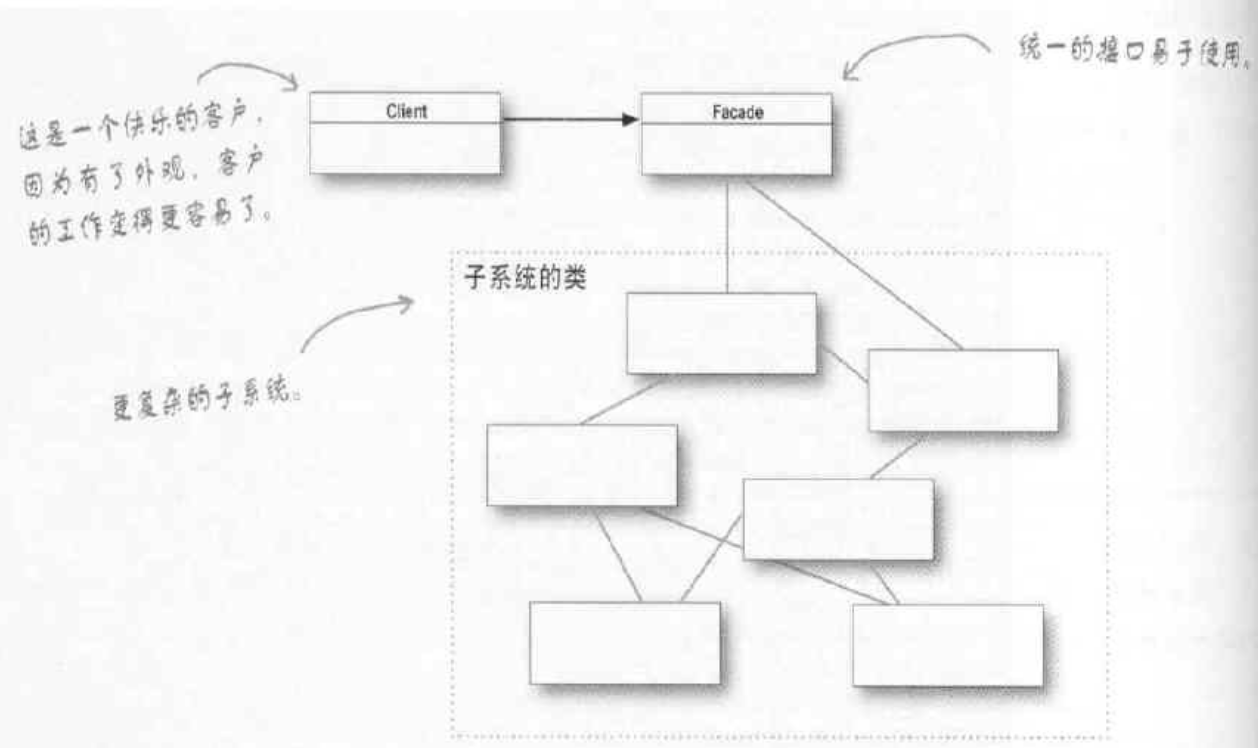 统一的接口易于使用。
Client
Facade
这是一个快乐的客户,
因为有了外观，客户
的工作变得更容易了。
子系统的类
更复杂的子系统。